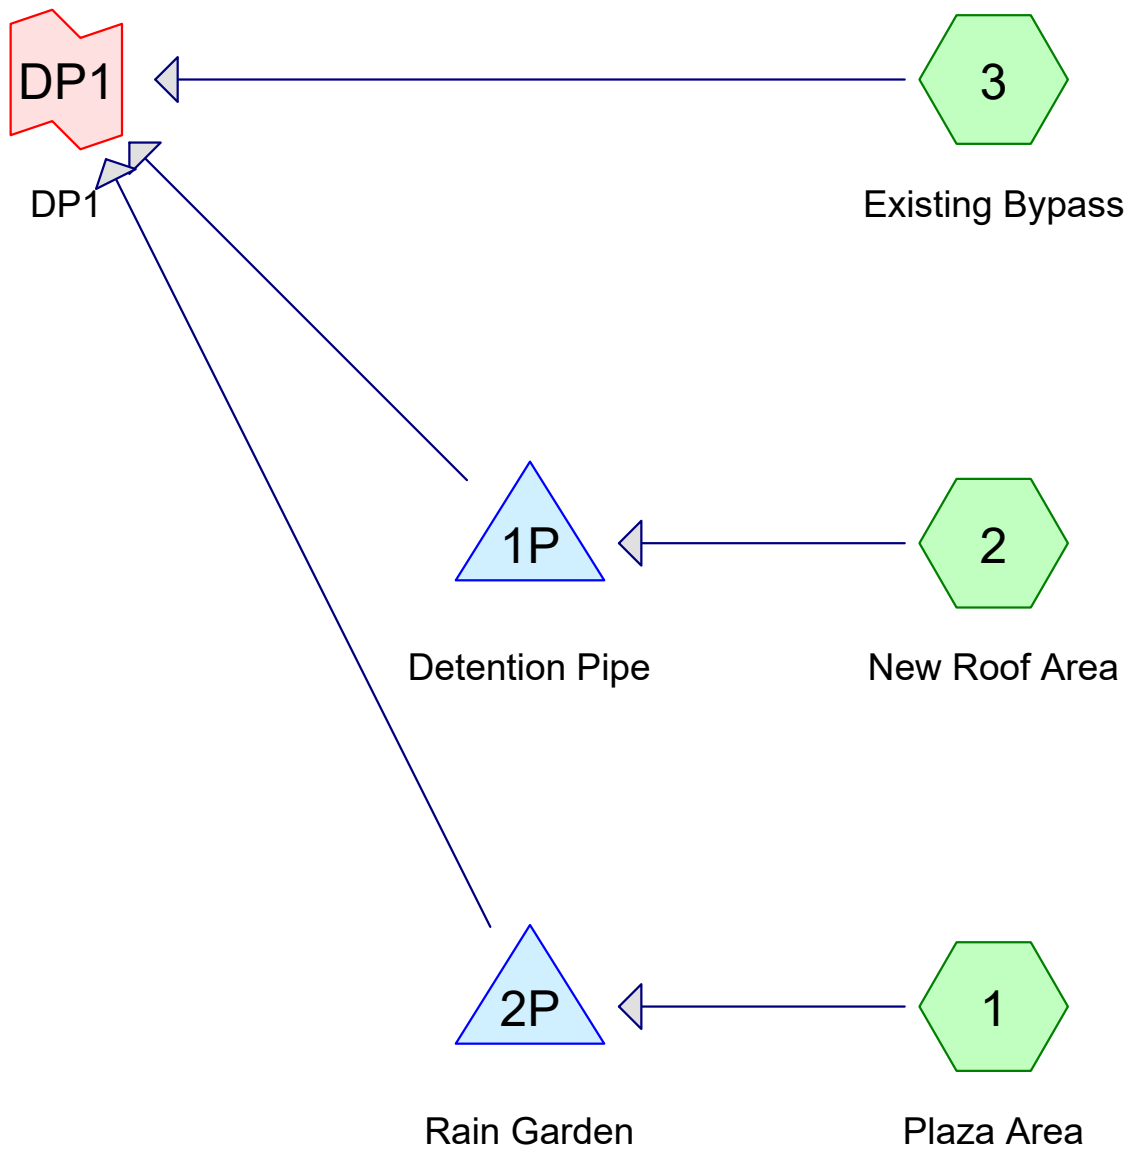 DP1
3
DP1
Existing Bypass
1P
2
Detention Pipe
New Roof Area
2P
1
Rain Garden
Plaza Area